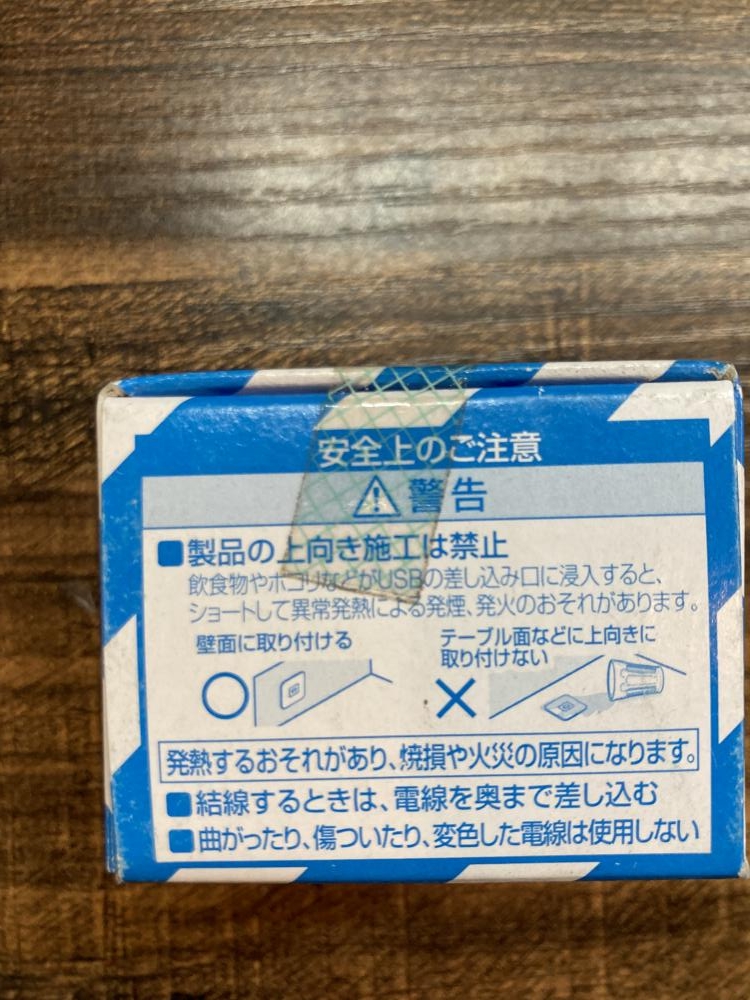 安全上のご注意
警告
■製品の上向き施工は禁止
飲食物やホコリなどがUSBの差し込み口に浸入すると、
ショートして異常発熱による発煙、発火のおそれがあります。
壁面に取り付ける
テーブル面などに上向きに
取り付けない
発熱するおそれがあり、焼損や火災の原因になります。
■結線するときは、電線を奥まで差し込む
■曲がったり、傷ついたり、変色した電線は使用しない